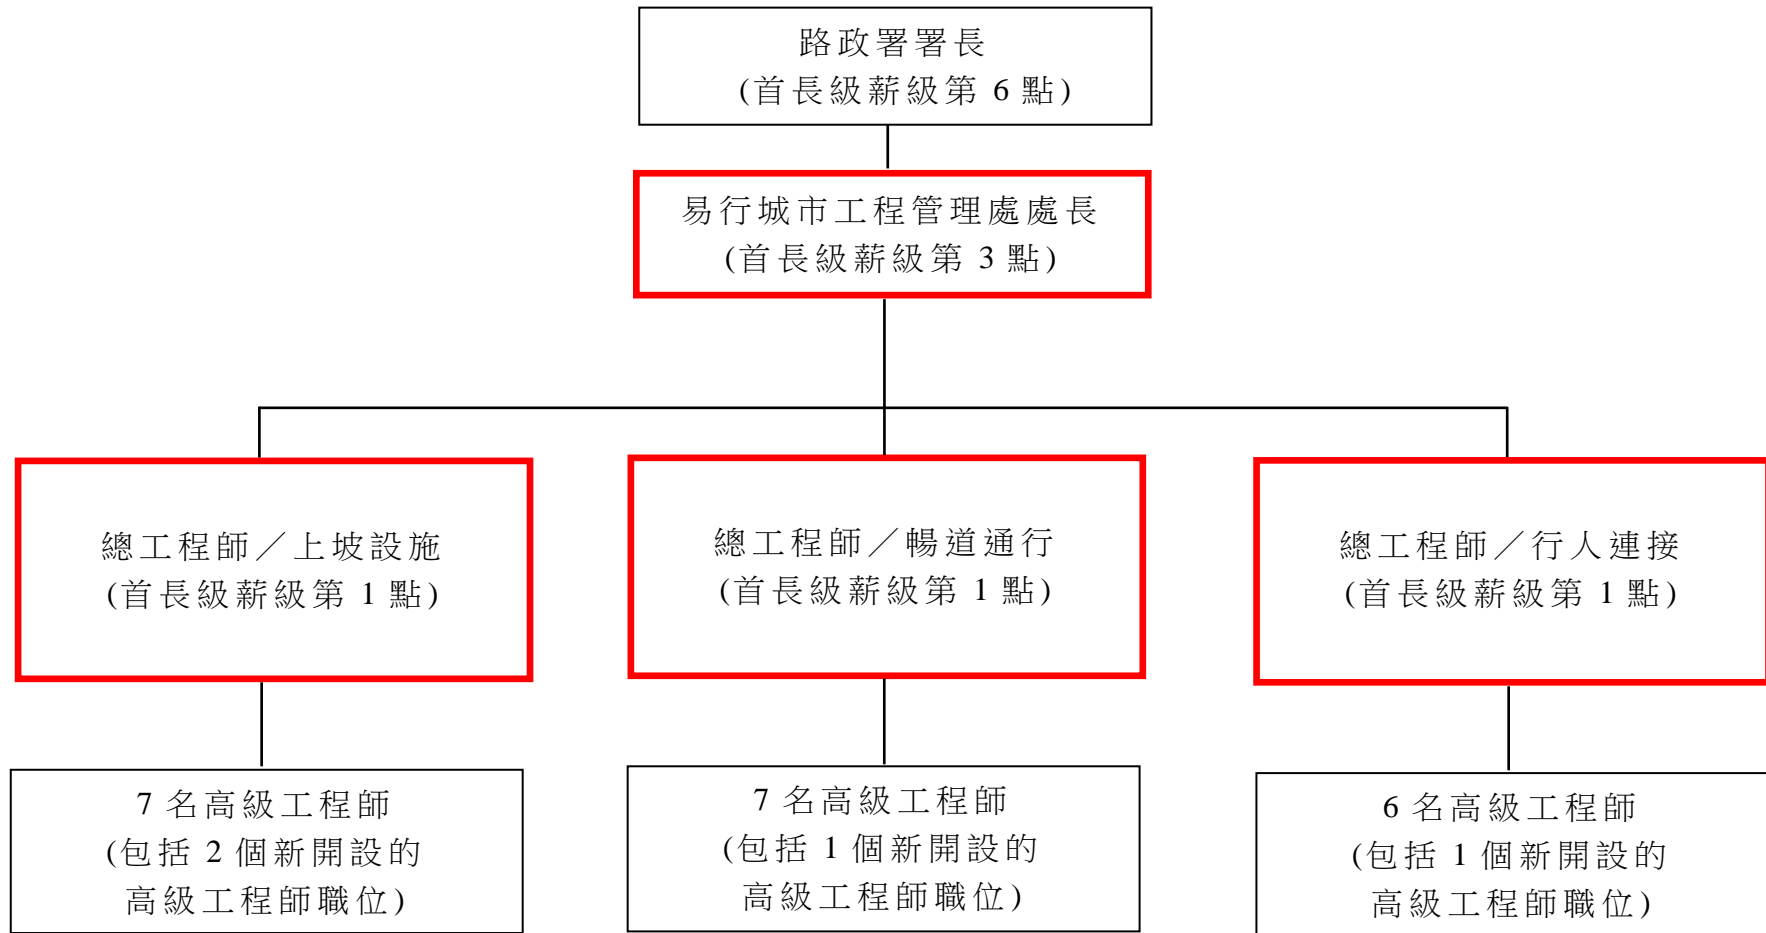 路政署署長
(首長級薪級第 6 點)
易行城市工程管理處處長
(首長級薪級第 3 點)
總工程師／上坡設施
(首長級薪級第 1 點)
總工程師／暢道通行
(首長級薪級第 1 點)
總工程師／行人連接
(首長級薪級第 1 點)
7 名高級工程師
(包括 2 個新開設的
高級工程師職位)
7 名高級工程師
(包括 1 個新開設的
高級工程師職位)
6 名高級工程師
(包括 1 個新開設的
高級工程師職位)